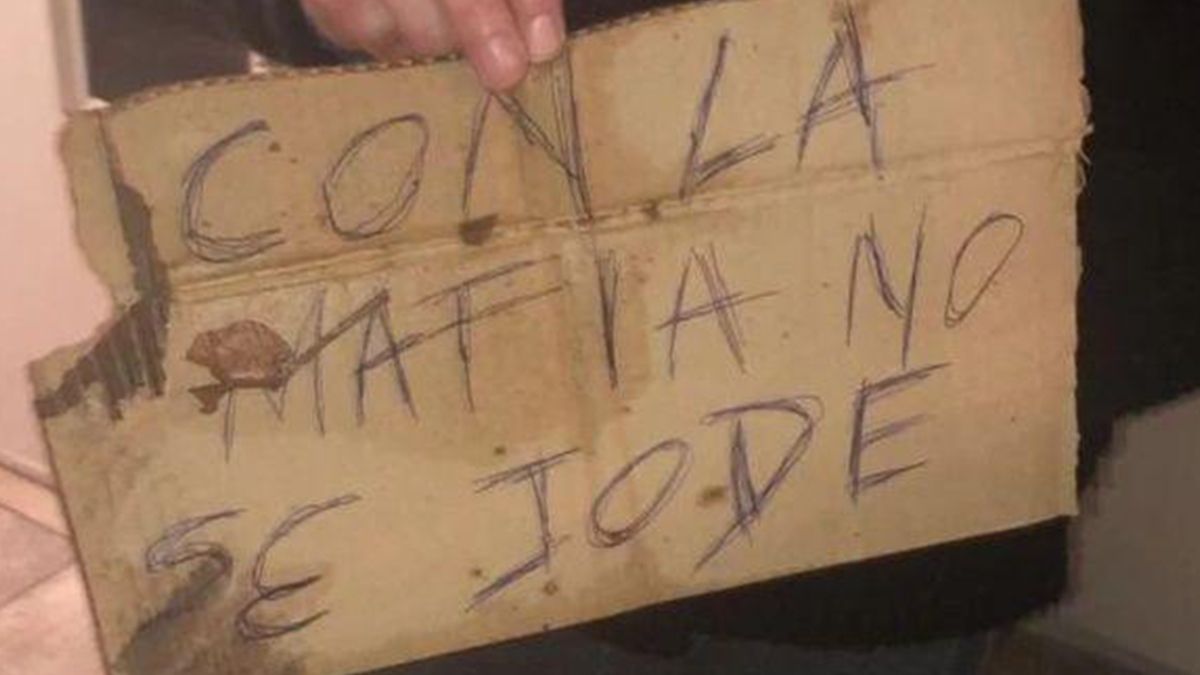 CON LA
MAFIA NO
SE JODE